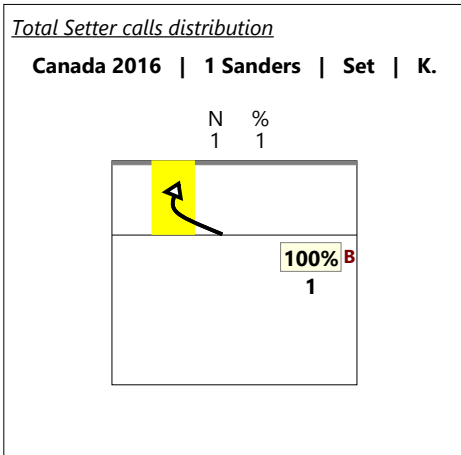 Total Setter calls distribution
Canada 2016 | 1 Sanders | Set | K.
N %
1 1
100% B
1